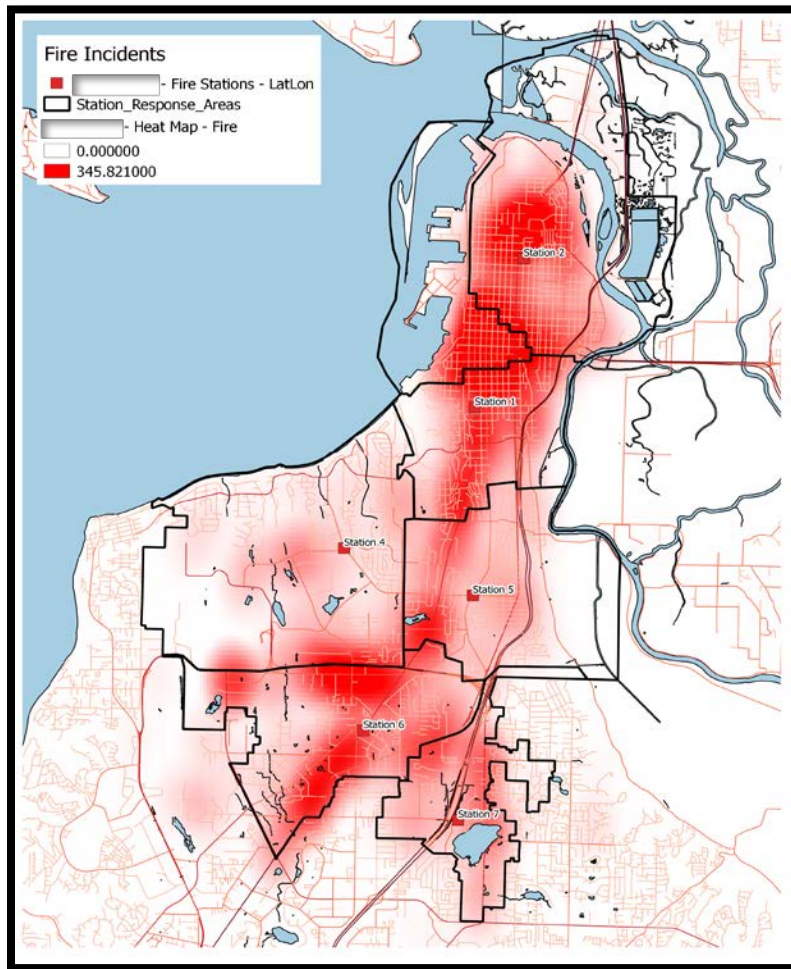 Fire Incidents
- Fire Stations - LatLon
Station_Response_Areas
- Heat Map - Fire
0.000000
345.821000
Station 2
Station 1
Station 4
Station 5
Station 6
Station 7